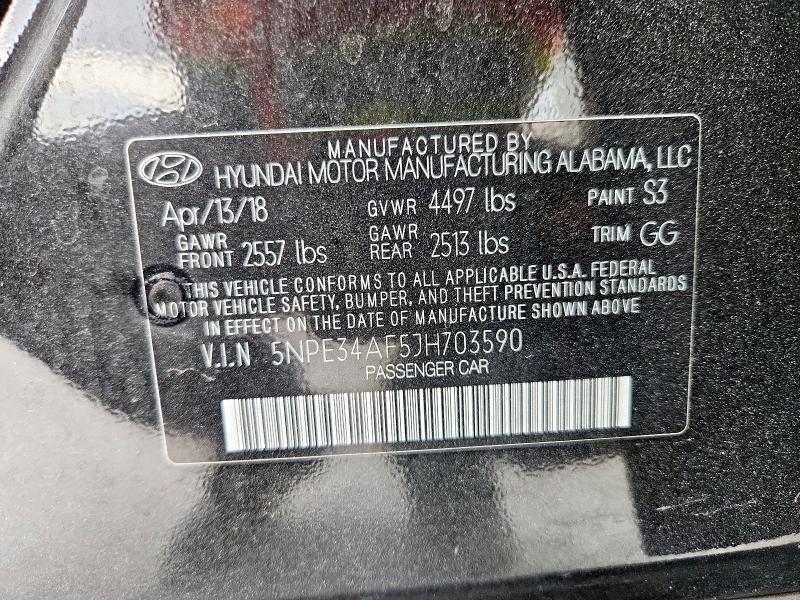 MANUFACTURED BY
HYUNDAI MOTOR MANUFACTURING ALABAMA, LLC
Apr/13/18 GVWR 4497 lbs PAINT S3
GAWR FRONT 2557 lbs GAWR REAR 2513 lbs TRIM GG
THIS VEHICLE CONFORMS TO ALL APPLICABLE U.S.A. FEDERAL
MOTOR VEHICLE SAFETY, BUMPER, AND THEFT PREVENTION STANDARDS
IN EFFECT ON THE DATE OF MANUFACTURE SHOWN ABOVE
V.I.N 5NPE34AF5JH703590
PASSENGER CAR